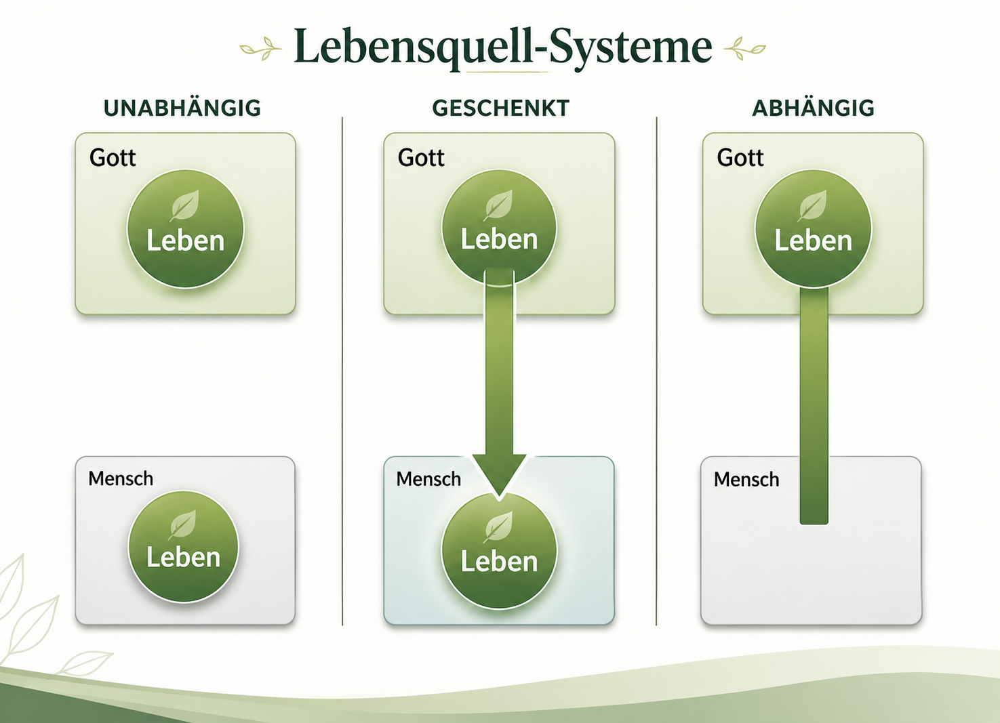 Lebensquell-Systeme
UNABHÄNGIG
Gott
Leben
Mensch
Leben
GESCHENKT
Gott
Leben
Mensch
Leben
ABHÄNGIG
Gott
Leben
Mensch